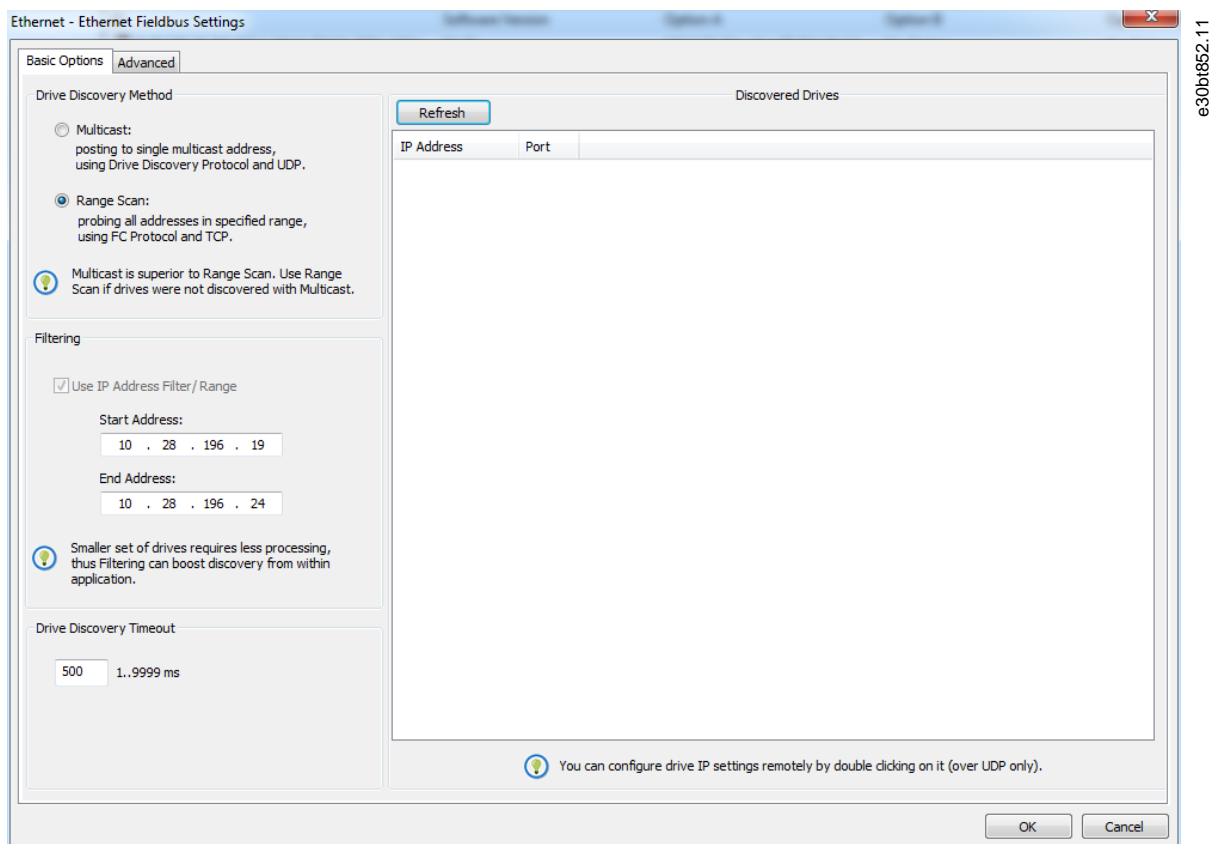 Ethernet - Ethernet Fieldbus Settings
Software Version Option A Option B
Basic Options Advanced
Drive Discovery Method
Multicast:
posting to single multicast address,
using Drive Discovery Protocol and UDP.
Range Scan:
probing all addresses in specified range,
using FC Protocol and TCP.
Multicast is superior to Range Scan. Use Range
Scan if drives were not discovered with Multicast.
Filtering
Use IP Address Filter/Range
Start Address:
10 . 28 . 196 . 19
End Address:
10 . 28 . 196 . 24
Smaller set of drives requires less processing,
thus Filtering can boost discovery from within
application.
Drive Discovery Timeout
500 1..9999 ms
Discovered Drives
Refresh
IP Address Port
You can configure drive IP settings remotely by double clicking on it (over UDP only).
OK Cancel
e30bt852.11